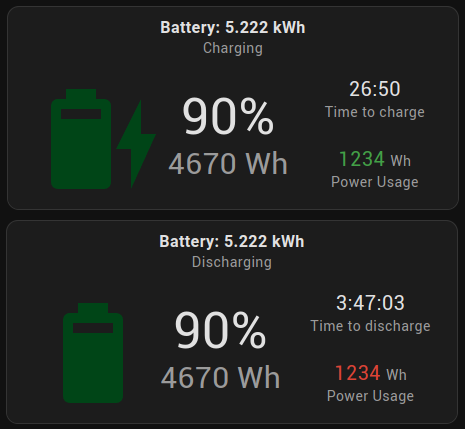 Battery: 5.222 kWh
Charging
90%
4670 Wh
26:50
Time to charge
1234 Wh
Power Usage
Battery: 5.222 kWh
Discharging
90%
4670 Wh
3:47:03
Time to discharge
1234 Wh
Power Usage